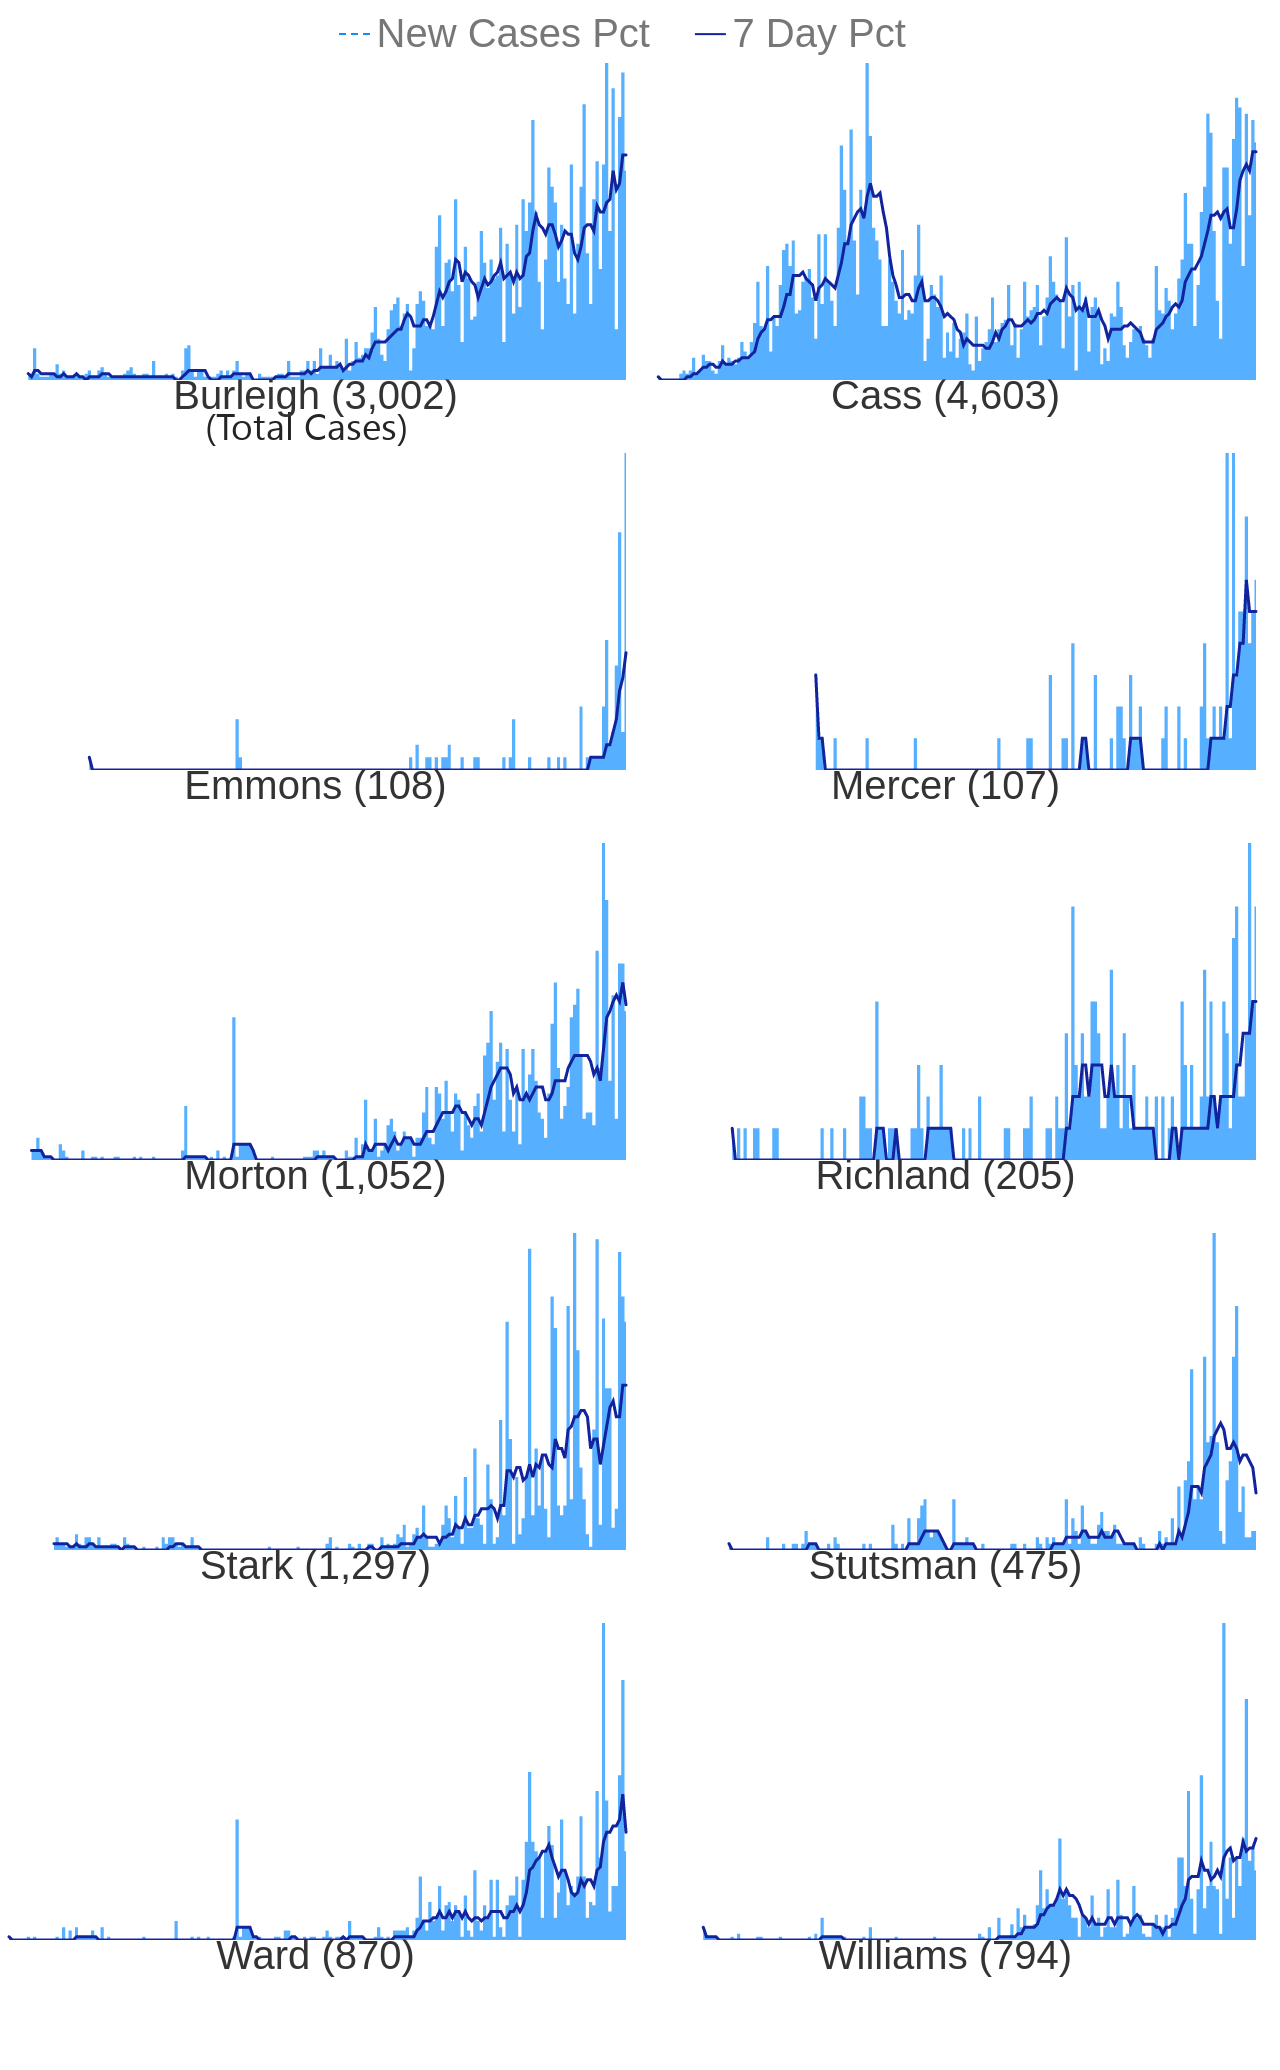 New Cases Pct 7 Day Pct
Burleigh (3,002) Cass (4,603)
(Total Cases)
Emmons (108) Mercer (107)
Morton (1,052) Richland (205)
Stark (1,297) Stutsman (475)
Ward (870) Williams (794)